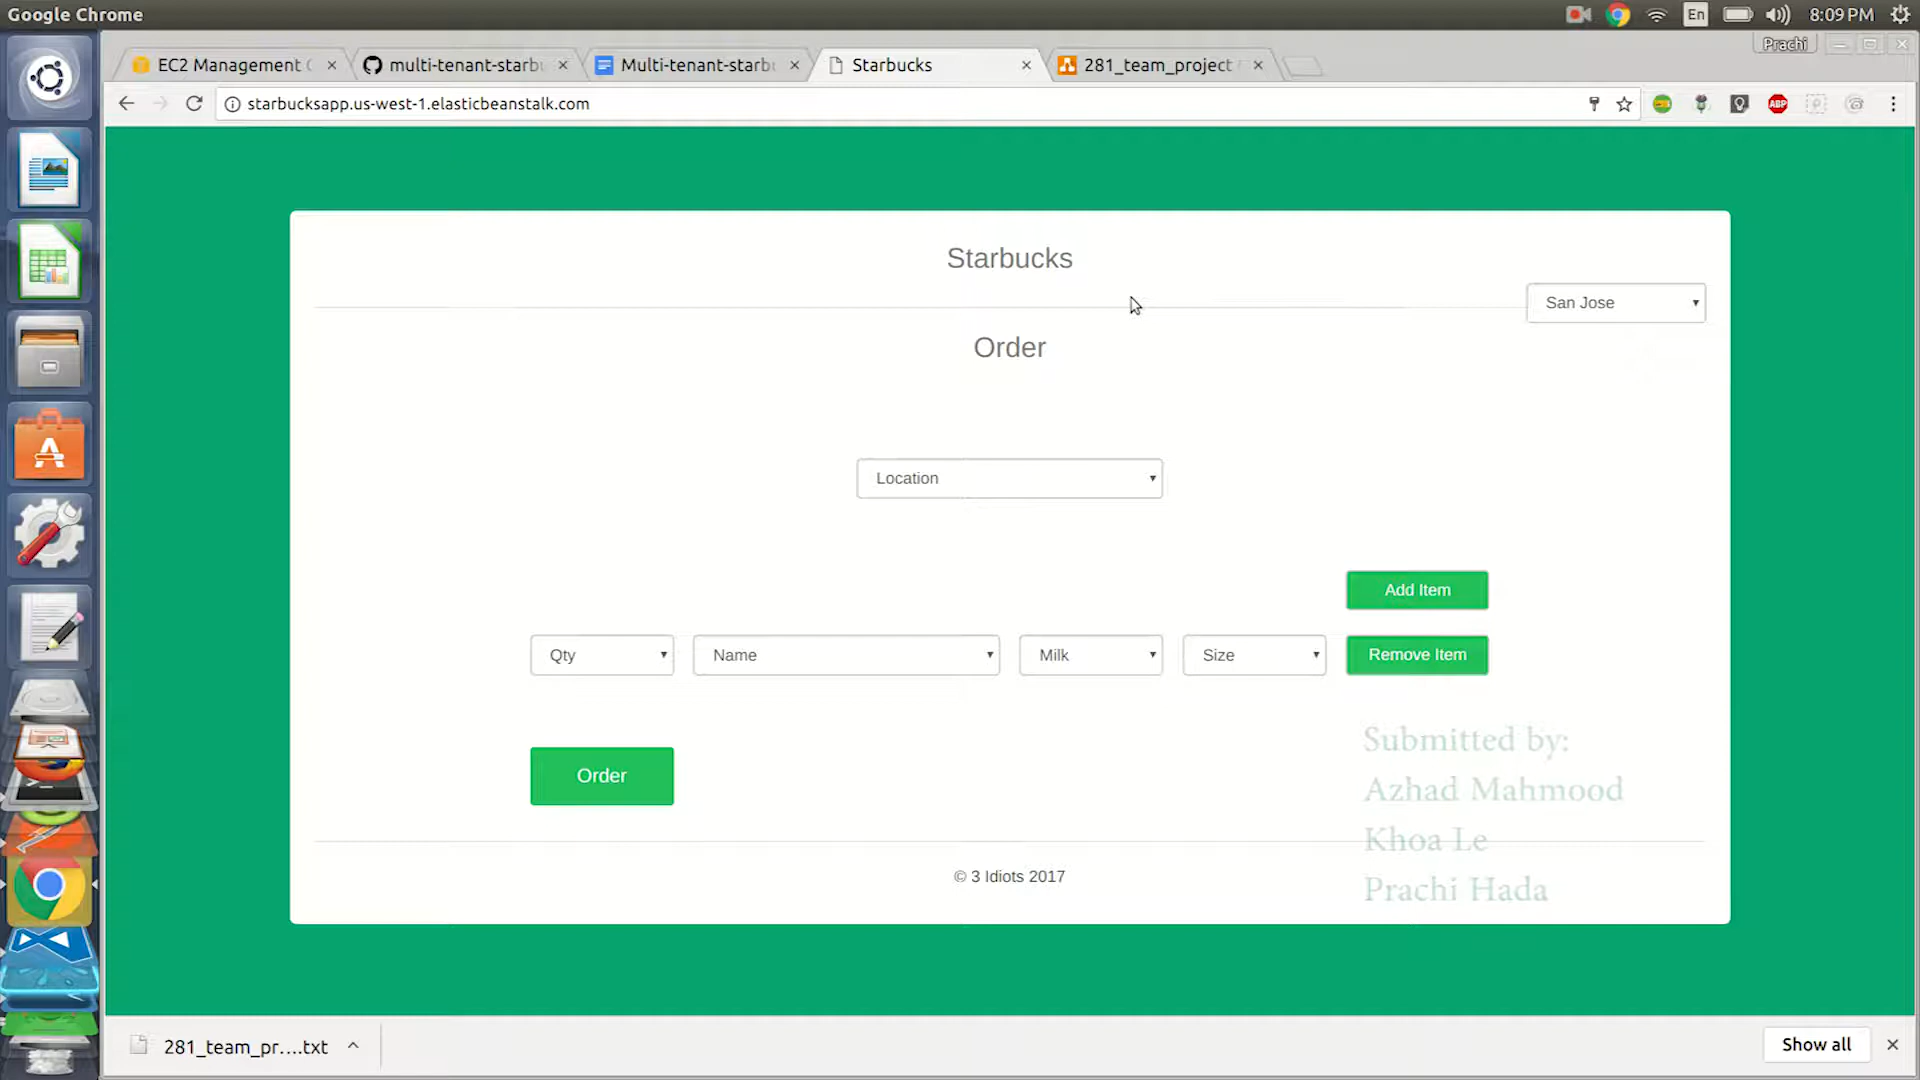 Google Chrome
En
8:09 PM
Prachi
EC2 Management
multi-tenant-starb
Multi-tenant-starb
Starbucks
281_team_project
starbucksapp.us-west-1.elasticbeanstalk.com
ABP
Starbucks
San Jose
Order
Location
Add Item
Qty
Name
Milk
Size
Remove Item
Order
Submitted by:
Azhad Mahmood
Khoa Le
Prachi Hada
© 3 Idiots 2017
281_team_pr....txt
Show all